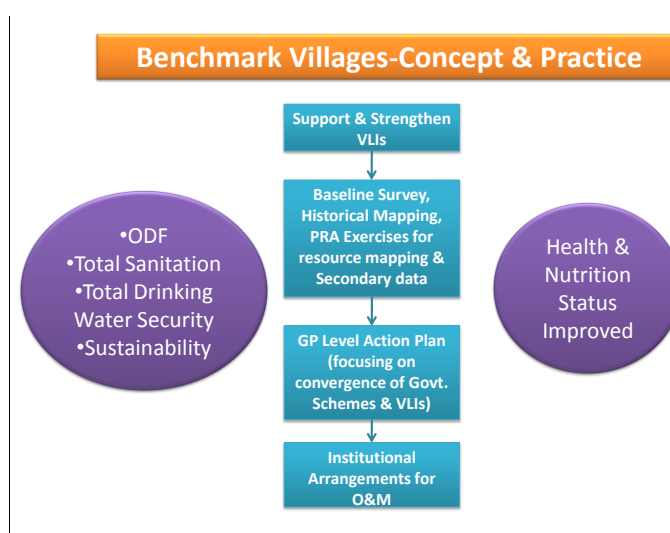 Benchmark Villages-Concept & Practice
Support & Strengthen
VLIs
Baseline Survey,
Historical Mapping,
PRA Exercises for
resource mapping &
Secondary data
GP Level Action Plan
(focusing on
convergence of Govt.
Schemes & VLIs)
Institutional
Arrangements for
O&M
•ODF
•Total Sanitation
•Total Drinking
Water Security
•Sustainability
Health &
Nutrition
Status
Improved